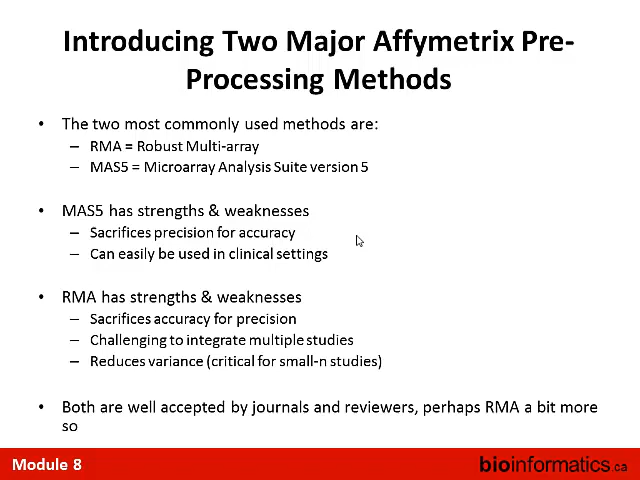 Introducing Two Major Affymetrix Pre-
Processing Methods
• The two most commonly used methods are:
– RMA = Robust Multi-array
– MAS5 = Microarray Analysis Suite version 5
• MAS5 has strengths & weaknesses
– Sacrifices precision for accuracy
– Can easily be used in clinical settings
• RMA has strengths & weaknesses
– Sacrifices accuracy for precision
– Challenging to integrate multiple studies
– Reduces variance (critical for small-n studies)
• Both are well accepted by journals and reviewers, perhaps RMA a bit more
so
Module 8
bioinformatics.ca